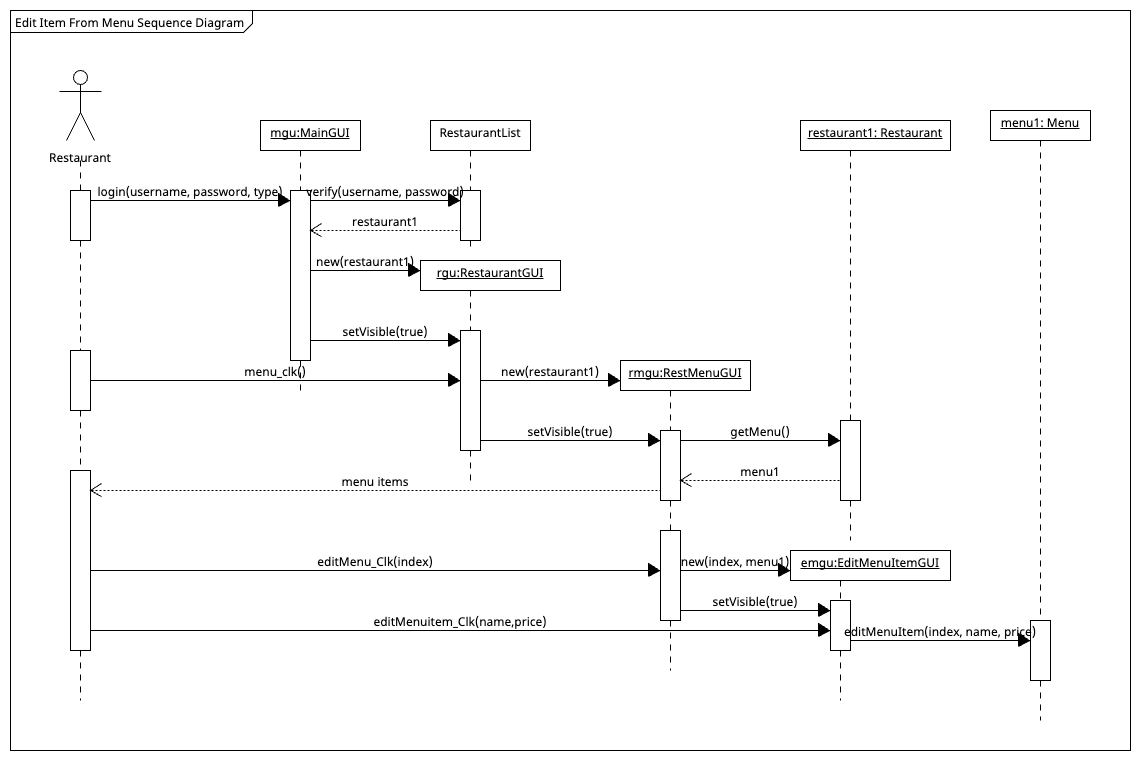 Edit Item From Menu Sequence Diagram
Restaurant
mgu:MainGUI
RestaurantList
restaurant1: Restaurant
menu1: Menu
login(username, password, type)
verify(username, password)
restaurant1
new(restaurant1)
rgu:RestaurantGUI
setVisible(true)
menu_clk()
new(restaurant1)
rmgu:RestMenuGUI
setVisible(true)
getMenu()
menu1
menu items
editMenu_Clk(index)
new(index, menu1)
emgu:EditMenuItemGUI
setVisible(true)
editMenuitem_Clk(name,price)
editMenuItem(index, name, price)